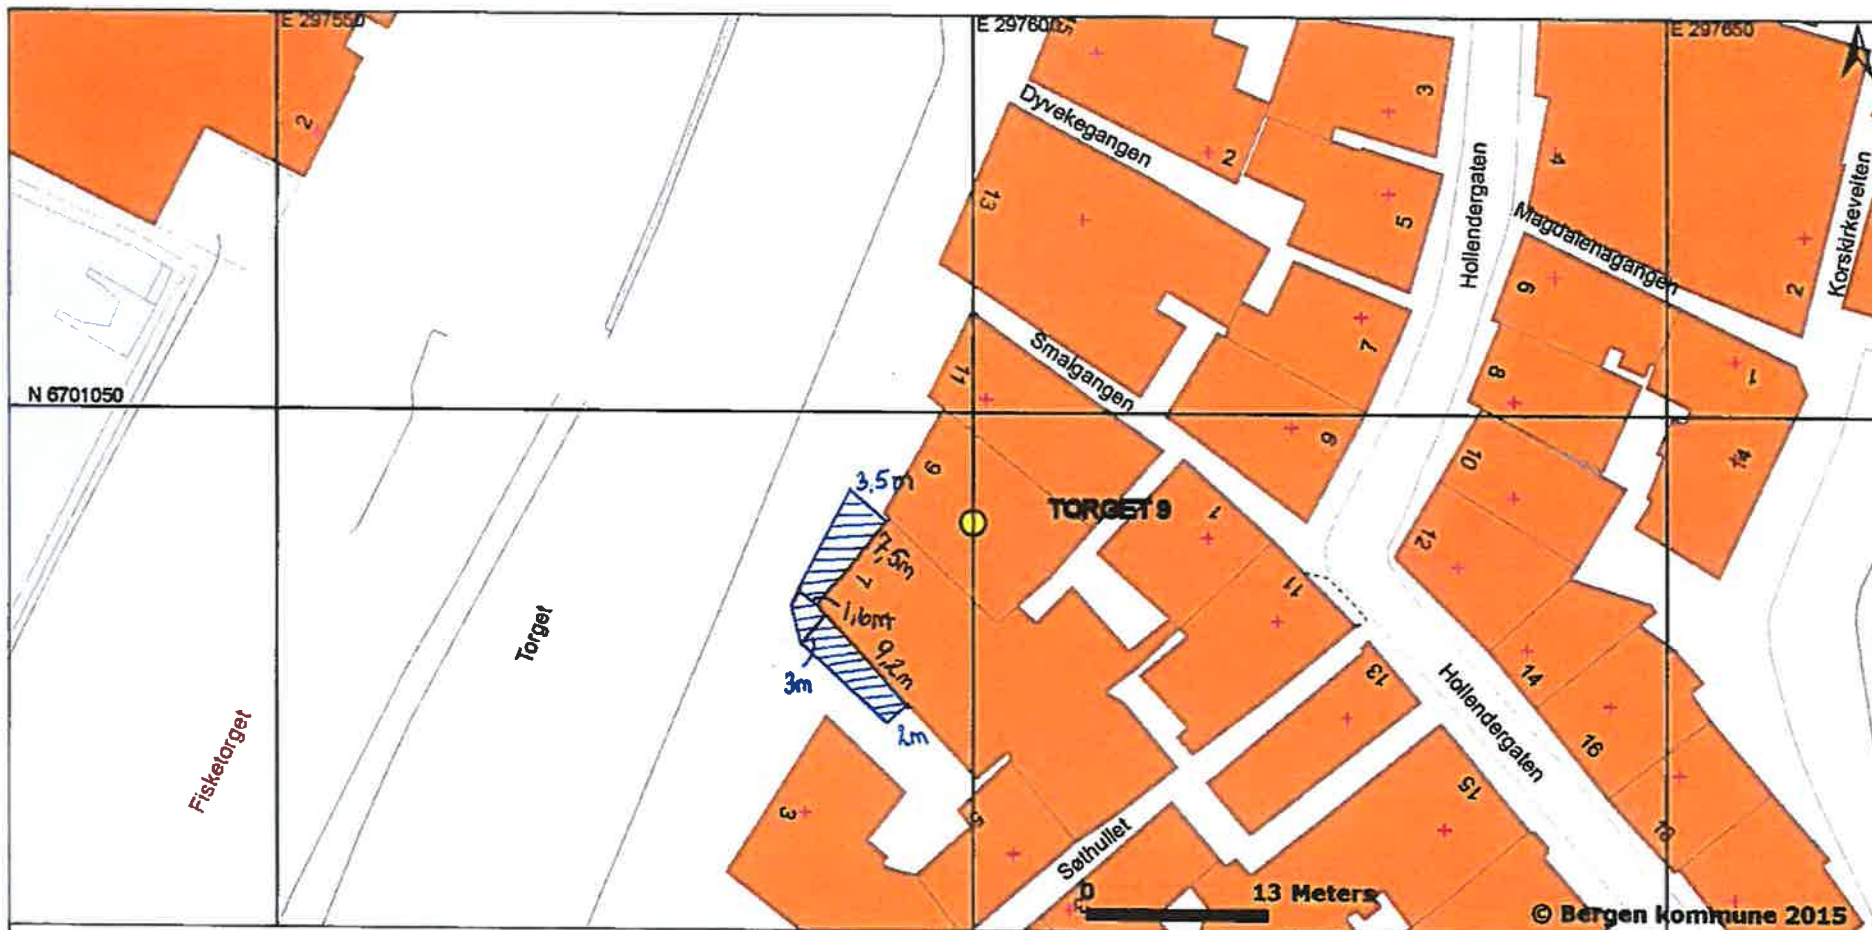 E 297550
E 297600
E 297650
N 6701050
2
Dyvekegangen
2
3
5
13
Hollendergaten
4
Magdalenagangen
2
Korskirkeveiten
Smalgangen
11
7
9
6
8
1
14
10
12
9
3,5m
7,5m
7
1,6m
9,2m
3m
2m
TORGET 9
1
11
13
14
16
18
15
Hollendergaten
Torget
Fisketorget
3
5
Søthullet
0
13 Meters
© Bergen kommune 2015